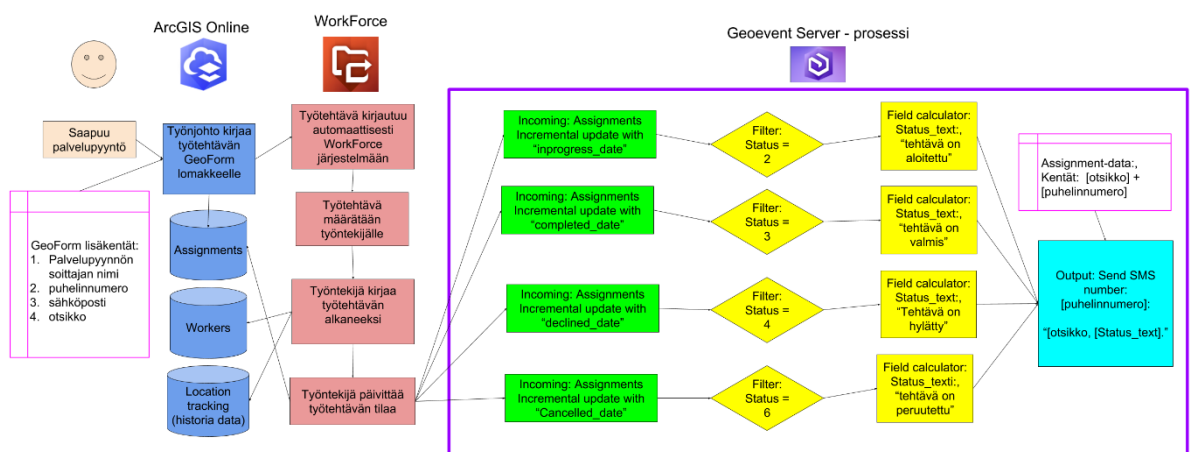 ArcGIS Online
WorkForce
Geoevent Server - prosessi
Saapuu
palvelupyyntö
Työnjohto kirjaa
työtehtävän
GeoForm
lomakkeelle
Työtehtävä kirjautuu
automaattisesti
WorkForce
järjestelmään
GeoForm lisäkentät:
1. Palvelupyynnön
soittajan nimi
2. puhelinnumero
3. sähköposti
4. otsikko
Assignments
Workers
Location
tracking
(historia data)
Työtehtävä
määrätään
työntekijälle
Työntekijä kirjaa
työtehtävän
alkaneeksi
Työntekijä päivittää
työtehtävän tilaa
Incoming: Assignments
Incremental update with
“inprogress_date”
Filter:
Status =
2
Field calculator:
Status_text:,
“tehtävä on
aloitettu”
Incoming: Assignments
Incremental update with
“completed_date”
Filter:
Status =
3
Field calculator:
Status_text:,
“tehtävä on
valmis”
Incoming: Assignments
Incremental update with
“declined_date”
Filter:
Status =
4
Field calculator:
Status_text:,
“Tehtävä on
hylätty”
Incoming: Assignments
Incremental update with
“Cancelled_date”
Filter:
Status =
6
Field calculator:
Status_texti:,
“tehtävä on
peruutettu”
Assignment-data:,
Kentät: [otsikko] +
[puhelinnumero]
Output: Send SMS
number:
[puhelinnumero]:
“[otsikko, [Status_text].”